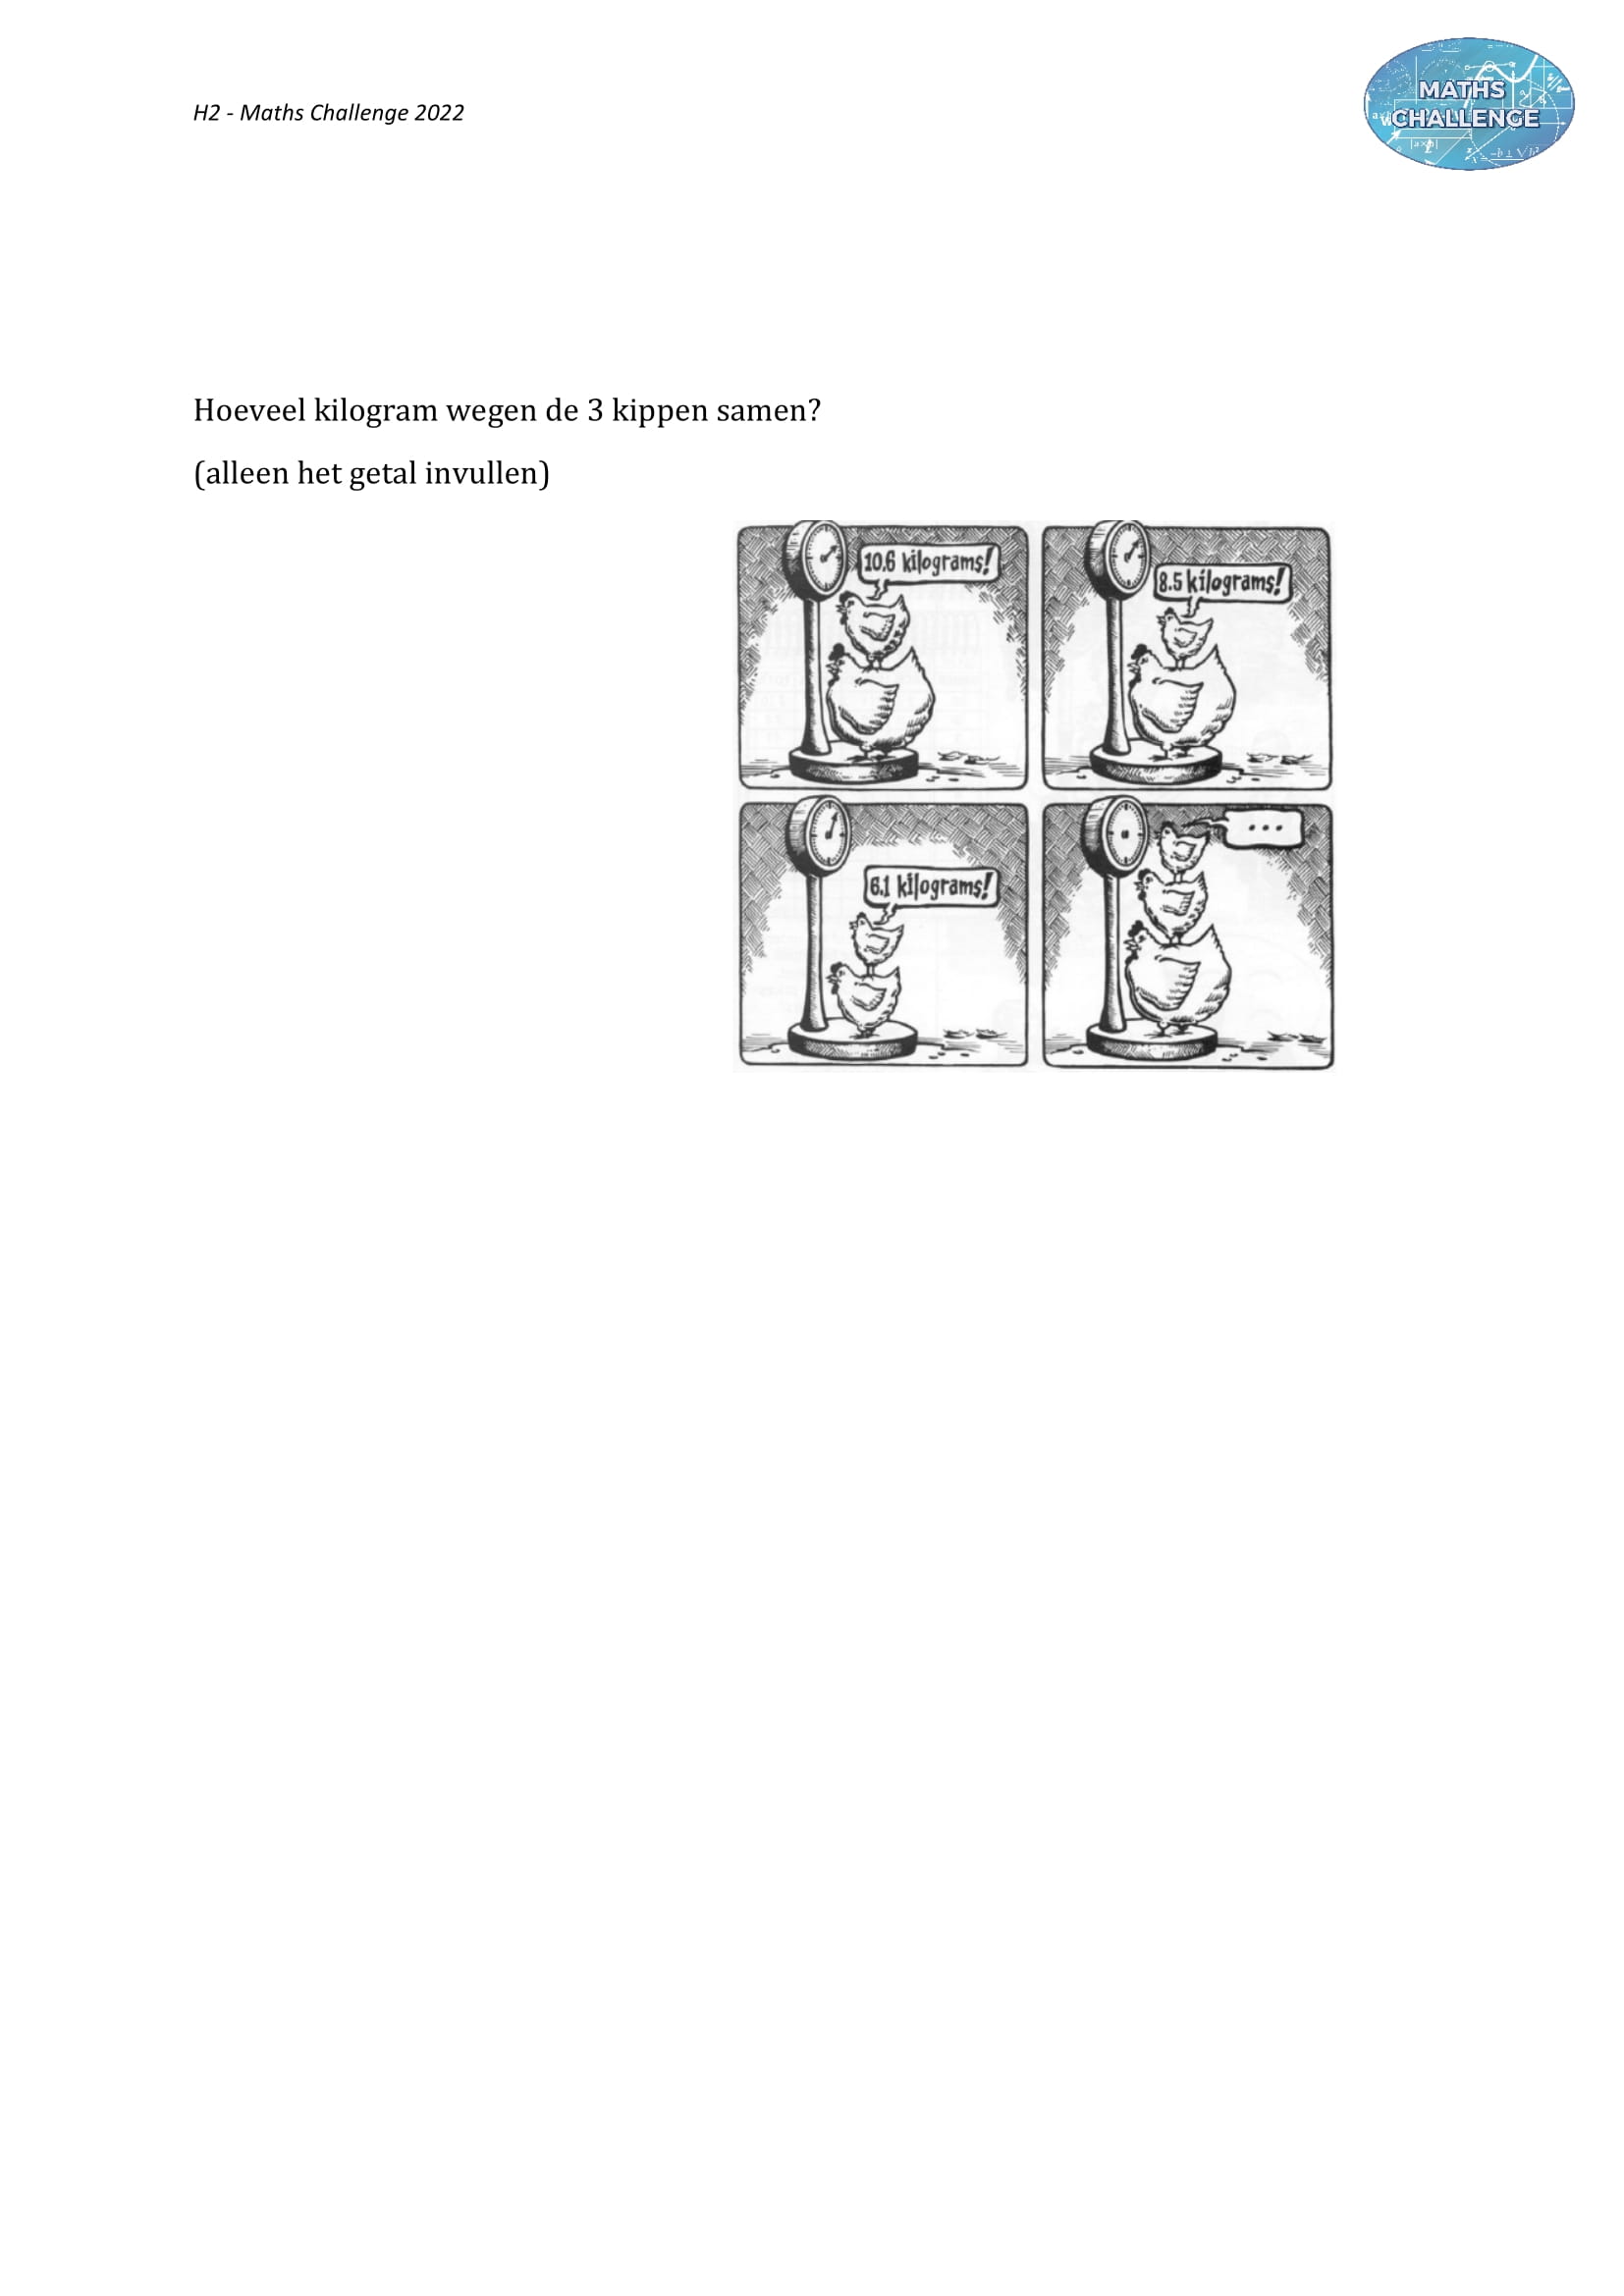 H2 - Maths Challenge 2022
MATHS
CHALLENGE
Hoeveel kilogram wegen de 3 kippen samen?
(alleen het getal invullen)
10.6 kilograms!
8.5 kilograms!
6.1 kilograms!
...